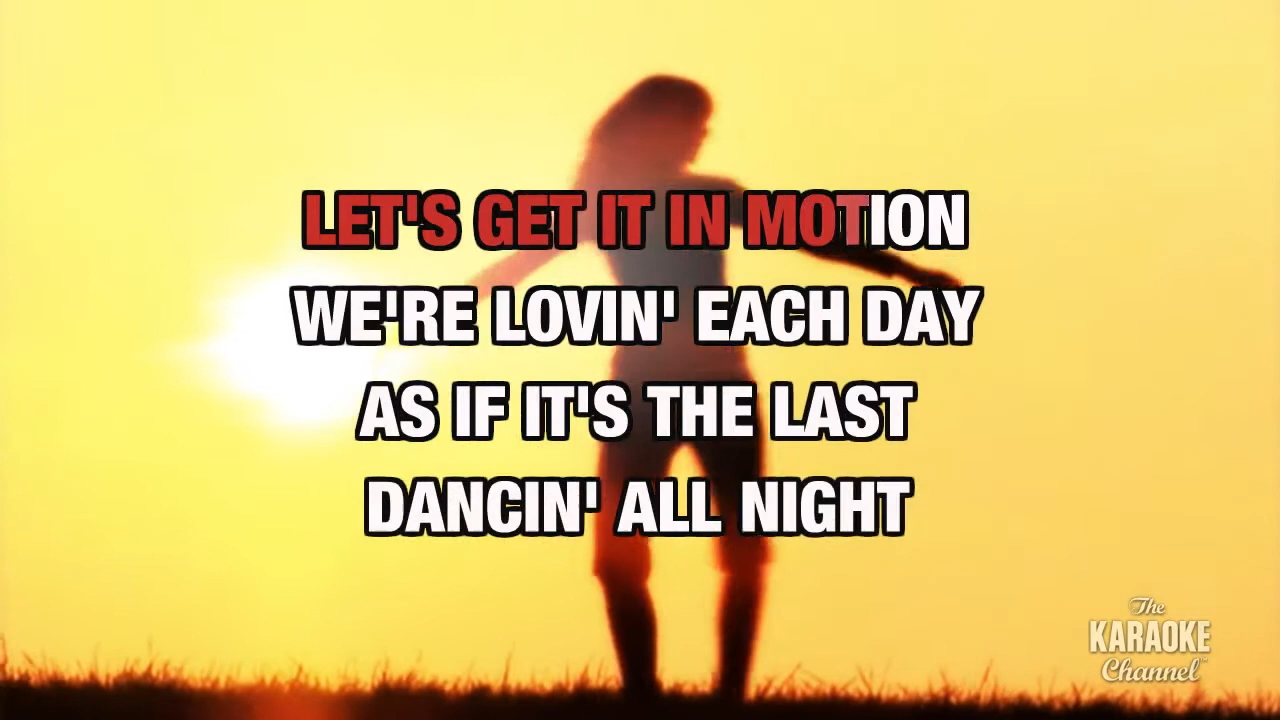 LET'S GET IT IN MOTION
WE'RE LOVIN' EACH DAY
AS IF IT'S THE LAST
DANCIN' ALL NIGHT
The
KARAOKE
Channel™